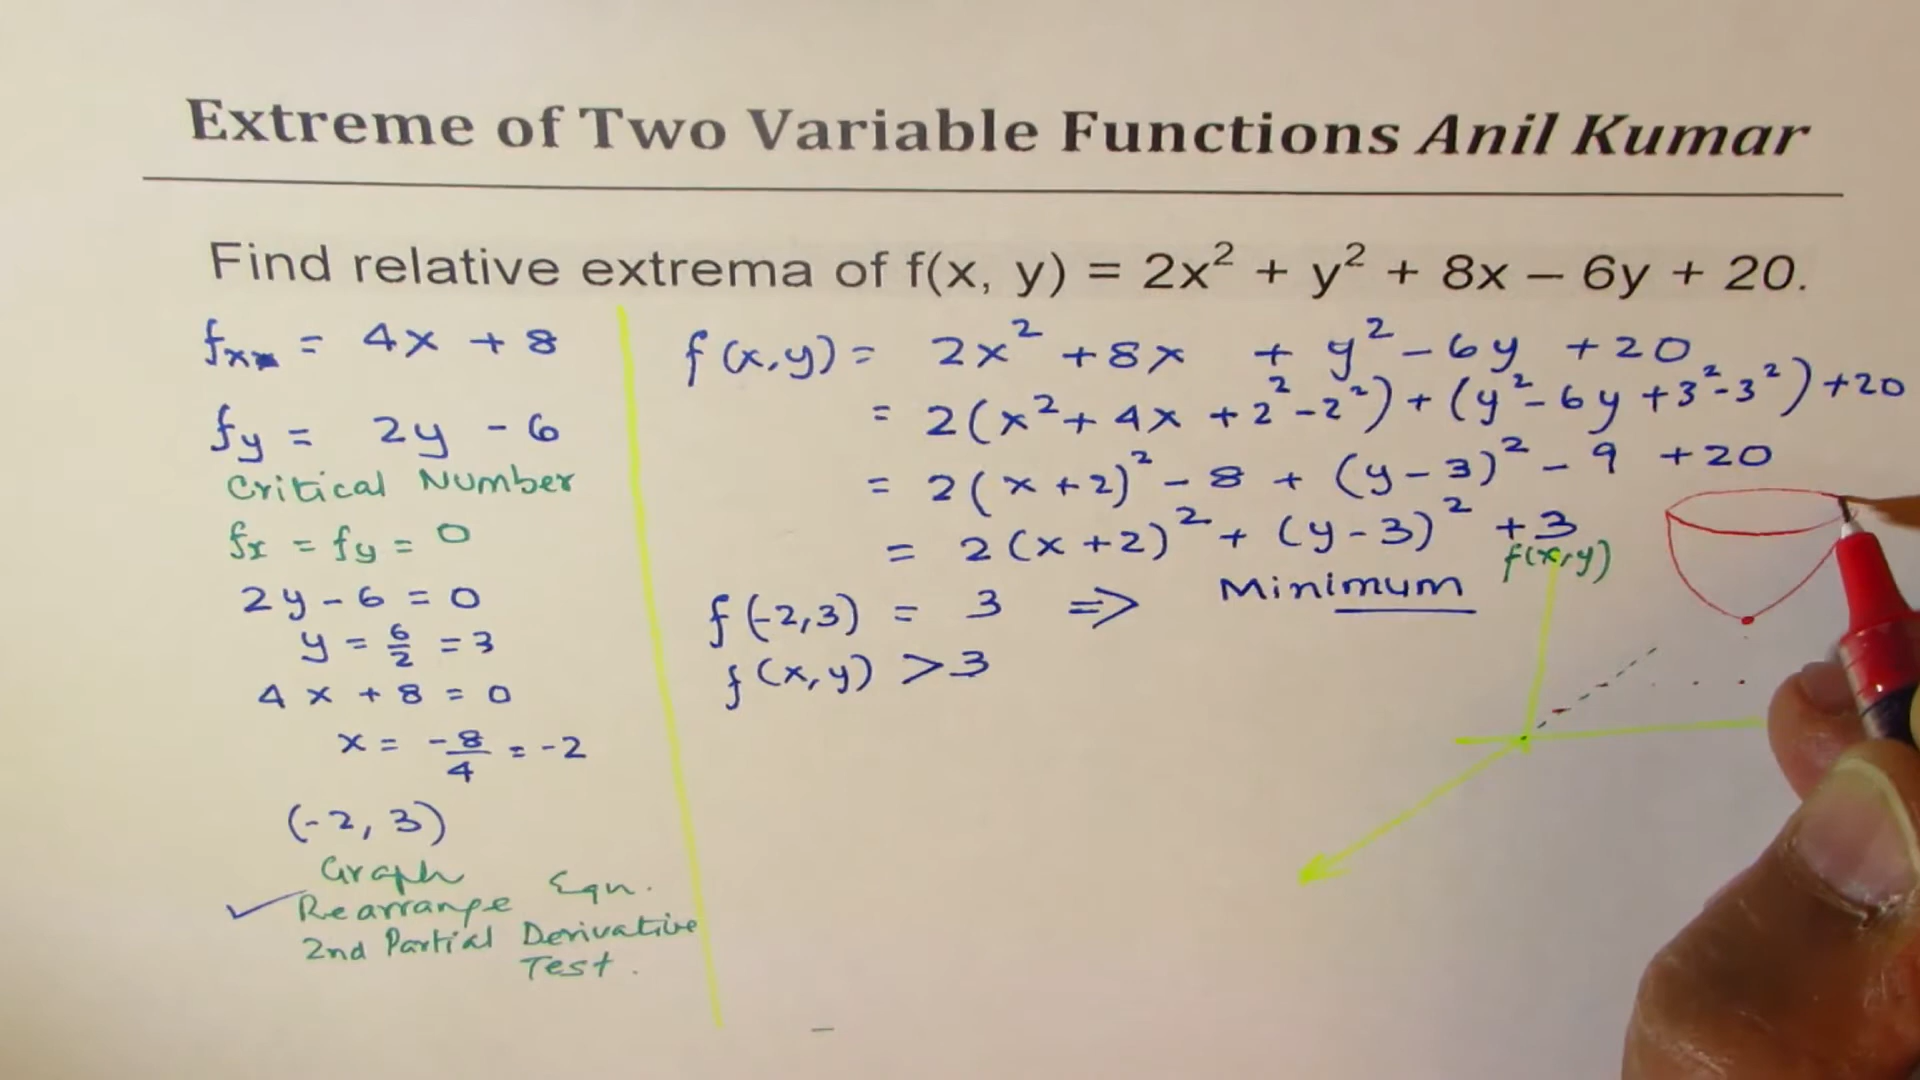 Extreme of Two Variable Functions Anil Kumar
Find relative extrema of f(x, y) = 2x² + y² + 8x – 6y + 20.
fₓ = 4x + 8
f_y = 2y - 6
Critical Number
fₓ = f_y = 0
2y - 6 = 0
y = 6/2 = 3
4x + 8 = 0
x = -8/4 = -2
(-2, 3)
Graph
✓ Rearrange Eqn.
2nd Partial Derivative
Test.
f(x,y) = 2x² + 8x + y² - 6y + 20
= 2(x² + 4x + 2² - 2²) + (y² - 6y + 3² - 3²) + 20
= 2(x + 2)² - 8 + (y - 3)² - 9 + 20
= 2(x + 2)² + (y - 3)² + 3
f(-2,3) = 3 => Minimum
f(x,y) > 3
f(x,y)